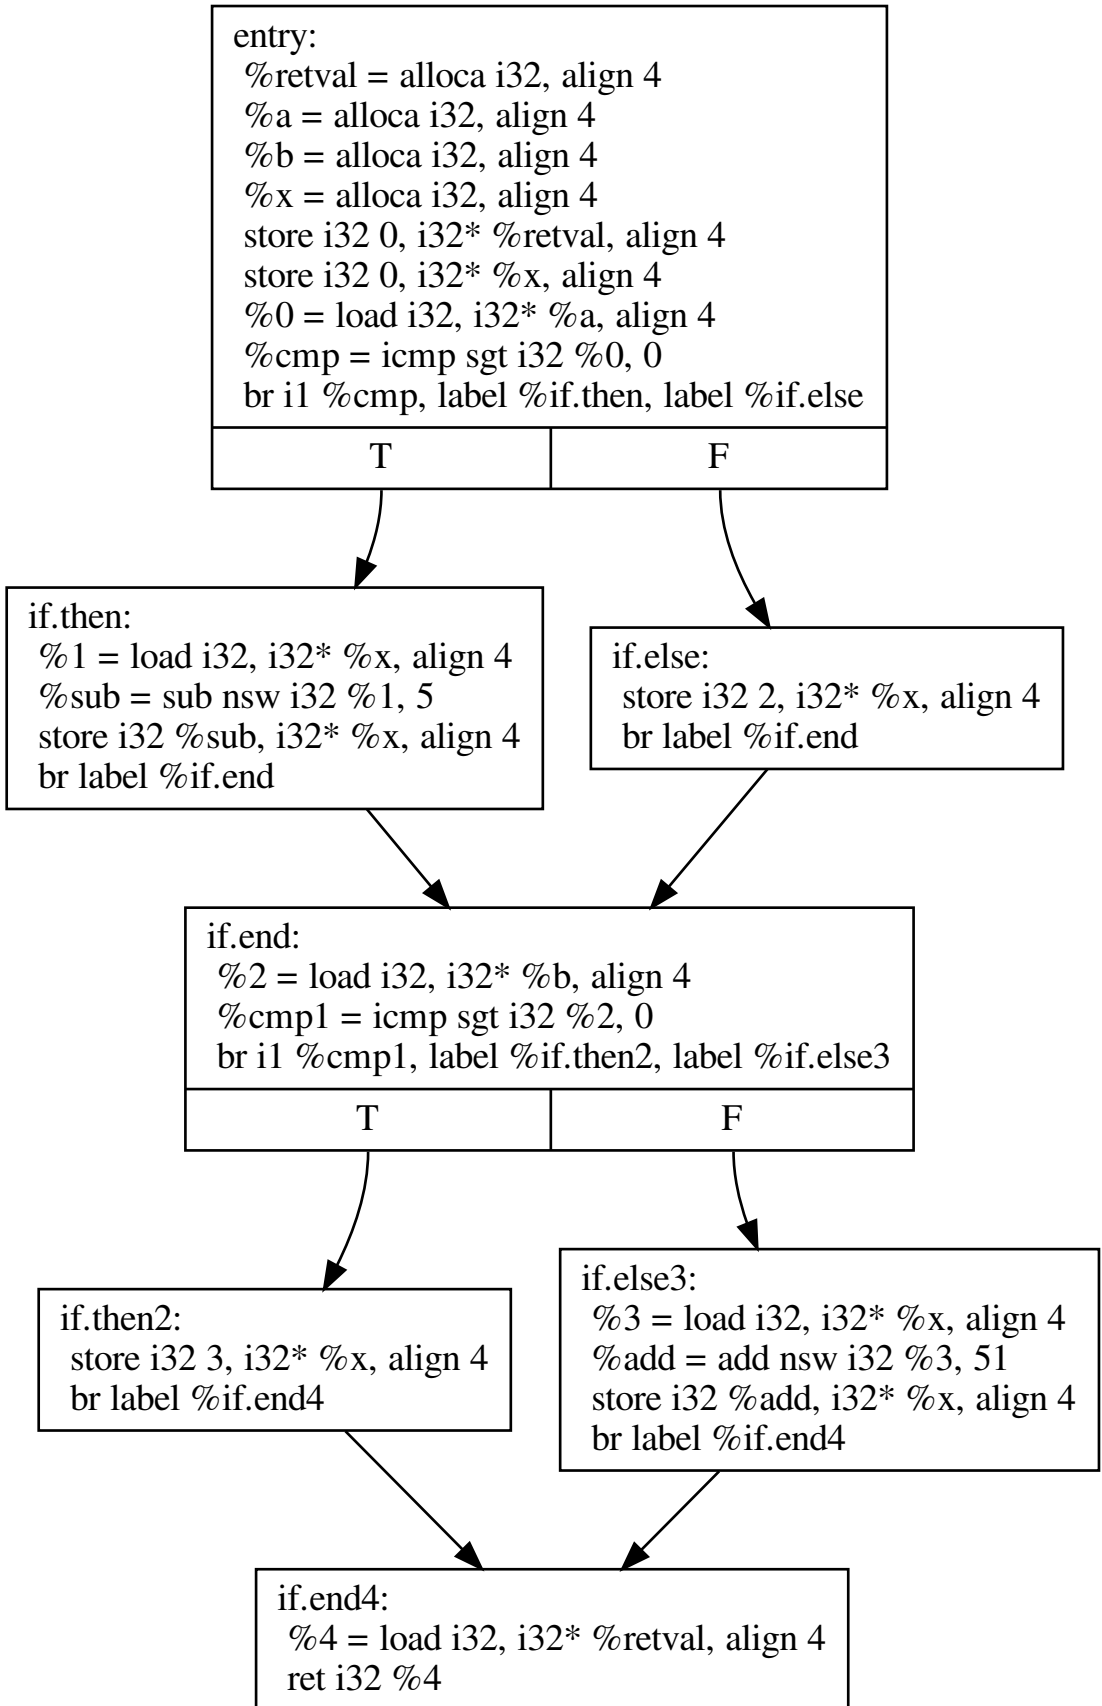 entry:
%retval = alloca i32, align 4
%a = alloca i32, align 4
%b = alloca i32, align 4
%x = alloca i32, align 4
store i32 0, i32* %retval, align 4
store i32 0, i32* %x, align 4
%0 = load i32, i32* %a, align 4
%cmp = icmp sgt i32 %0, 0
br i1 %cmp, label %if.then, label %if.else
T
F
if.then:
%1 = load i32, i32* %x, align 4
%sub = sub nsw i32 %1, 5
store i32 %sub, i32* %x, align 4
br label %if.end
if.else:
store i32 2, i32* %x, align 4
br label %if.end
if.end:
%2 = load i32, i32* %b, align 4
%cmp1 = icmp sgt i32 %2, 0
br i1 %cmp1, label %if.then2, label %if.else3
T
F
if.then2:
store i32 3, i32* %x, align 4
br label %if.end4
if.else3:
%3 = load i32, i32* %x, align 4
%add = add nsw i32 %3, 51
store i32 %add, i32* %x, align 4
br label %if.end4
if.end4:
%4 = load i32, i32* %retval, align 4
ret i32 %4